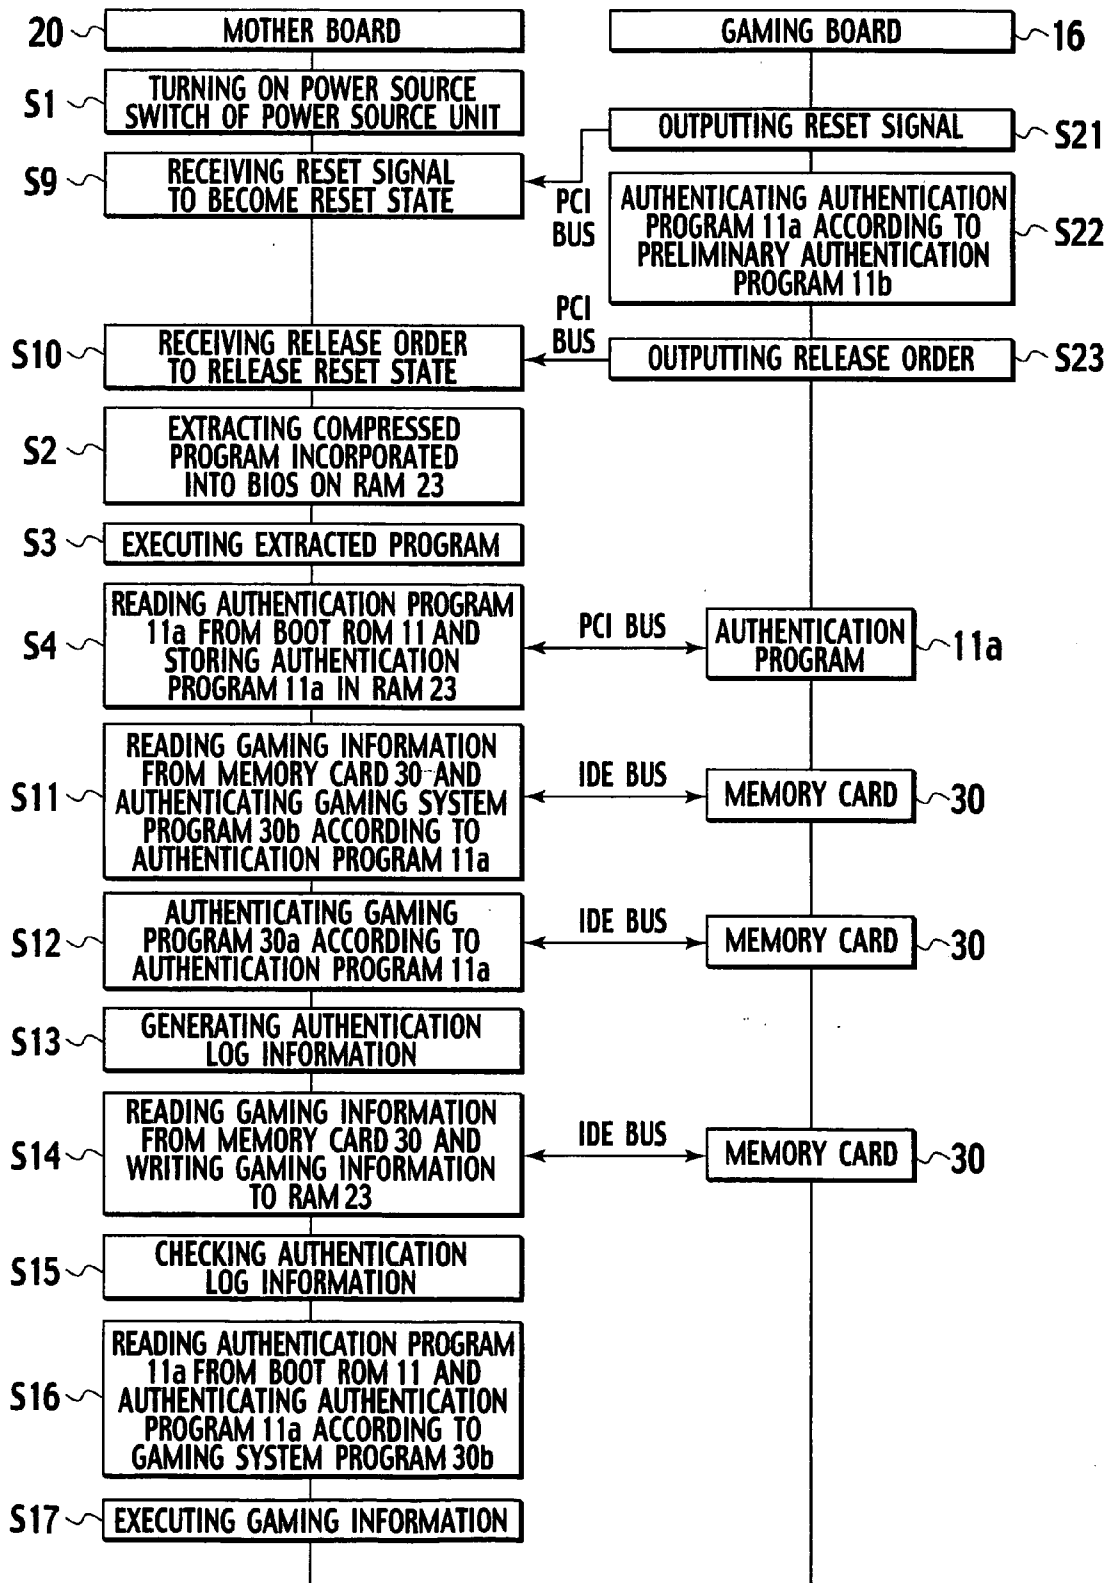 20
MOTHER BOARD
GAMING BOARD
16
S1
TURNING ON POWER SOURCE
SWITCH OF POWER SOURCE UNIT
OUTPUTTING RESET SIGNAL
S21
S9
RECEIVING RESET SIGNAL
TO BECOME RESET STATE
PCI
BUS
AUTHENTICATING AUTHENTICATION
PROGRAM 11a ACCORDING TO
PRELIMINARY AUTHENTICATION
PROGRAM 11b
S22
S10
RECEIVING RELEASE ORDER
TO RELEASE RESET STATE
PCI
BUS
OUTPUTTING RELEASE ORDER
S23
S2
EXTRACTING COMPRESSED
PROGRAM INCORPORATED
INTO BIOS ON RAM 23
S3
EXECUTING EXTRACTED PROGRAM
S4
READING AUTHENTICATION PROGRAM
11a FROM BOOT ROM 11 AND
STORING AUTHENTICATION
PROGRAM 11a IN RAM 23
PCI BUS
AUTHENTICATION
PROGRAM
11a
S11
READING GAMING INFORMATION
FROM MEMORY CARD 30 AND
AUTHENTICATING GAMING SYSTEM
PROGRAM 30b ACCORDING TO
AUTHENTICATION PROGRAM 11a
IDE BUS
MEMORY CARD
30
S12
AUTHENTICATING GAMING
PROGRAM 30a ACCORDING TO
AUTHENTICATION PROGRAM 11a
IDE BUS
MEMORY CARD
30
S13
GENERATING AUTHENTICATION
LOG INFORMATION
S14
READING GAMING INFORMATION
FROM MEMORY CARD 30 AND
WRITING GAMING INFORMATION
TO RAM 23
IDE BUS
MEMORY CARD
30
S15
CHECKING AUTHENTICATION
LOG INFORMATION
S16
READING AUTHENTICATION PROGRAM
11a FROM BOOT ROM 11 AND
AUTHENTICATING AUTHENTICATION
PROGRAM 11a ACCORDING TO
GAMING SYSTEM PROGRAM 30b
S17
EXECUTING GAMING INFORMATION